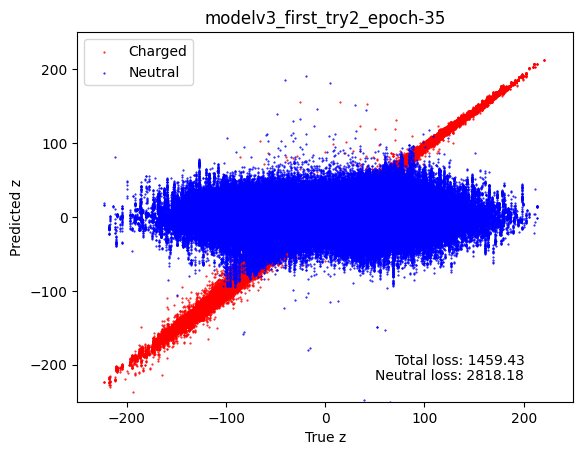 modelv3_first_try2_epoch-35
Charged
Neutral
200
100
0
−100
−200
Predicted z
Total loss: 1459.43
Neutral loss: 2818.18
−200
−100
0
100
200
True z